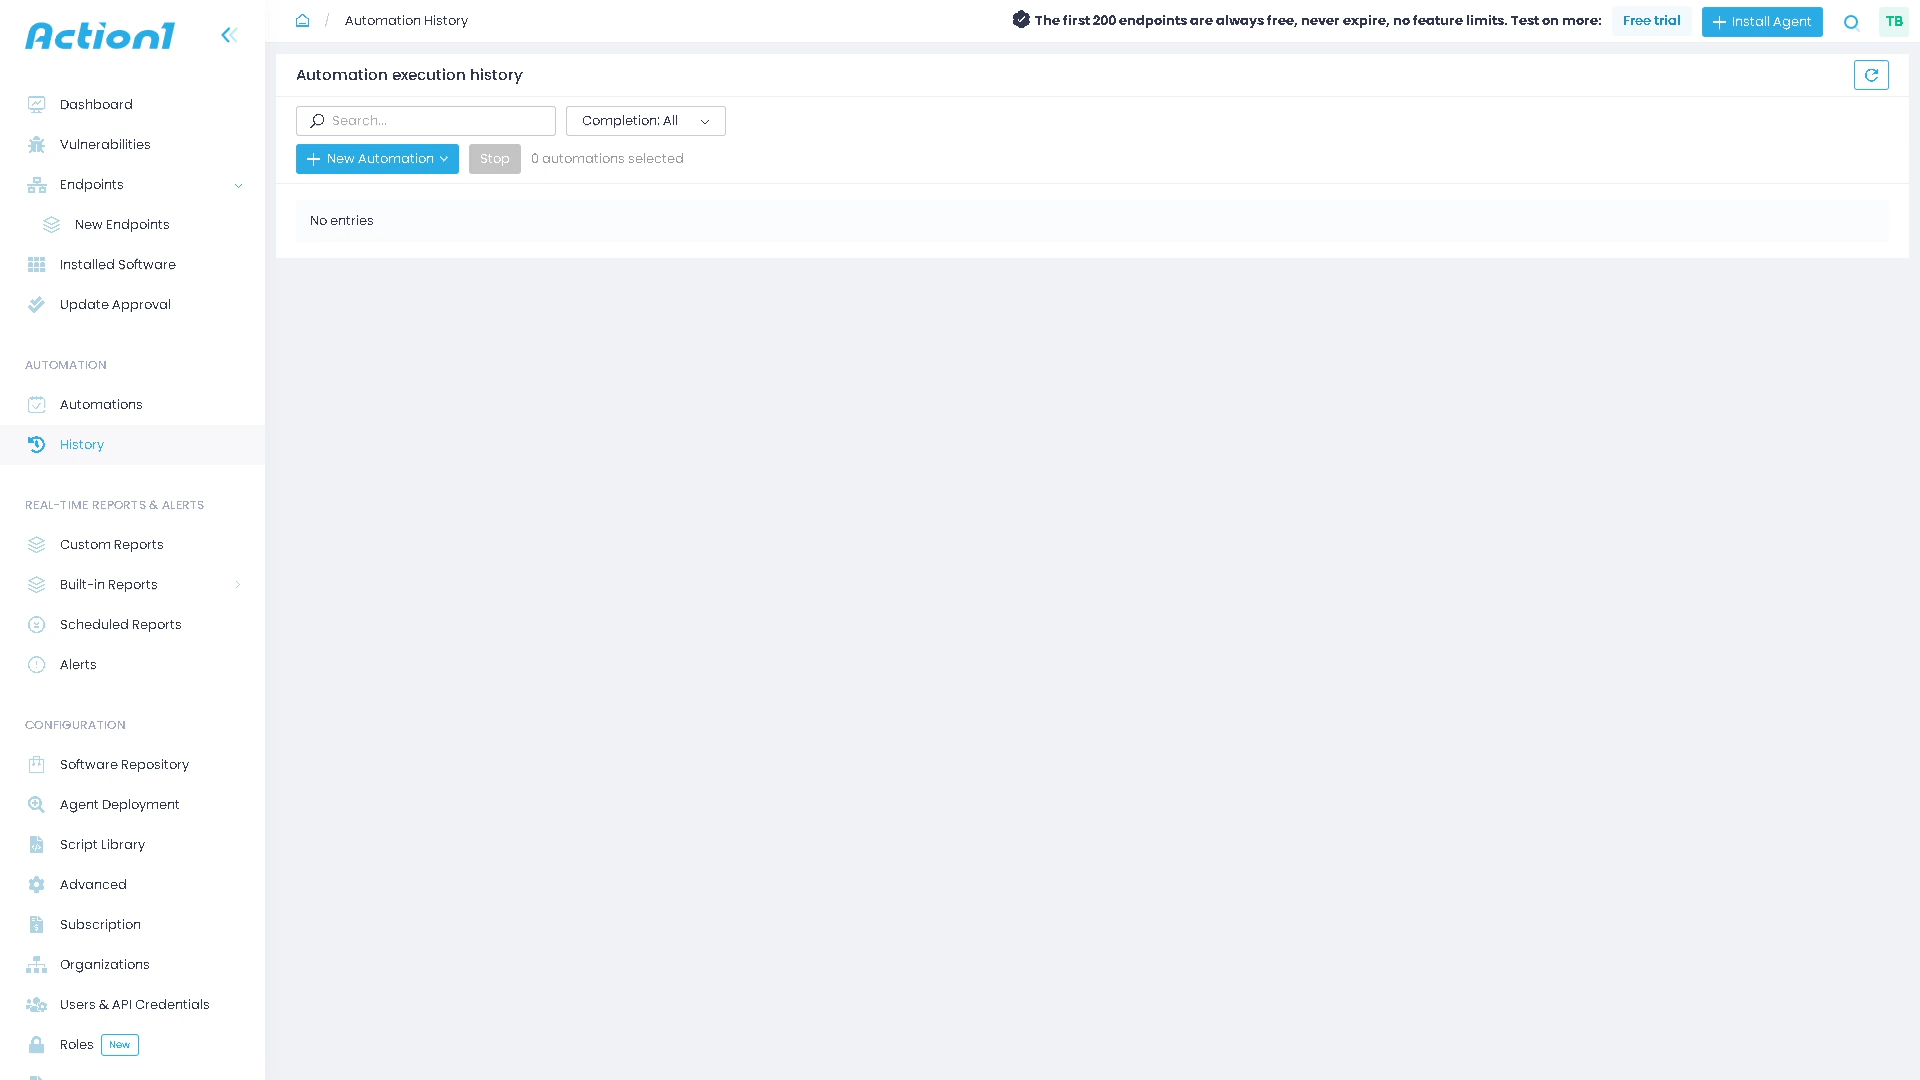 Action1
Dashboard
Vulnerabilities
Endpoints
New Endpoints
Installed Software
Update Approval
AUTOMATION
Automations
History
REAL-TIME REPORTS & ALERTS
Custom Reports
Built-in Reports
Scheduled Reports
Alerts
CONFIGURATION
Software Repository
Agent Deployment
Script Library
Advanced
Subscription
Organizations
Users & API Credentials
Roles New
/ Automation History
The first 200 endpoints are always free, never expire, no feature limits. Test on more: Free trial Install Agent TB
Automation execution history
Search... Completion: All
New Automation Stop 0 automations selected
No entries